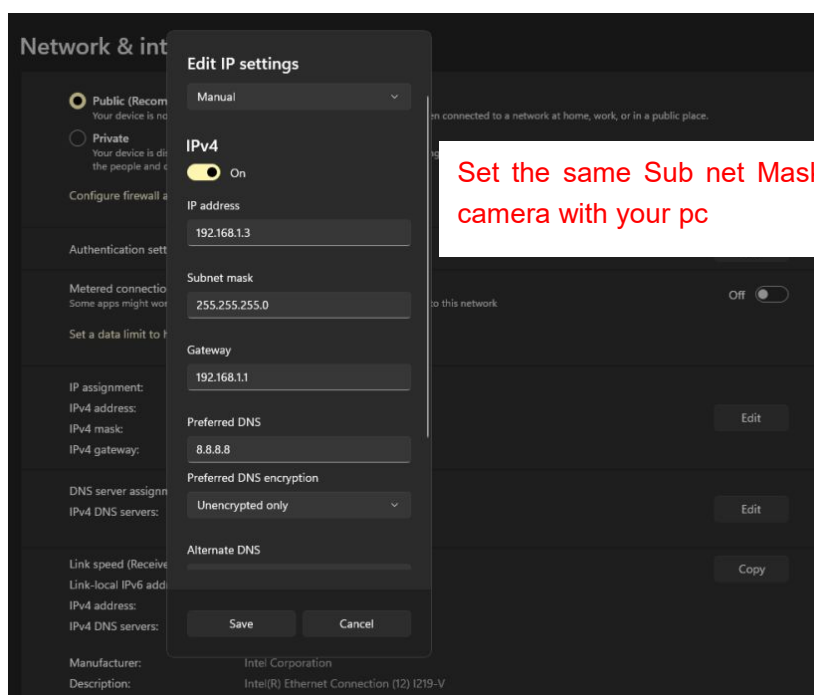 Network & int
Edit IP settings
Manual
Public (Recom
Your device is no
en connected to a network at home, work, or in a public place.
Private
Your device is dis
the people and c
IPv4
On
Set the same Sub net Mask
camera with your pc
Configure firewall a
IP address
192.168.1.3
Authentication sett
Subnet mask
255.255.255.0
Metered connectio
Some apps might wor
to this network
Off
Set a data limit to h
Gateway
192.168.1.1
IP assignment:
IPv4 address:
IPv4 mask:
IPv4 gateway:
Edit
Preferred DNS
8.8.8.8
Preferred DNS encryption
Unencrypted only
DNS server assignn
IPv4 DNS servers:
Edit
Alternate DNS
Link speed (Receive
Copy
Link-local IPv6 addr
IPv4 address:
IPv4 DNS servers:
Save
Cancel
Manufacturer:
Intel Corporation
Description:
Intel(R) Ethernet Connection (12) I219-V